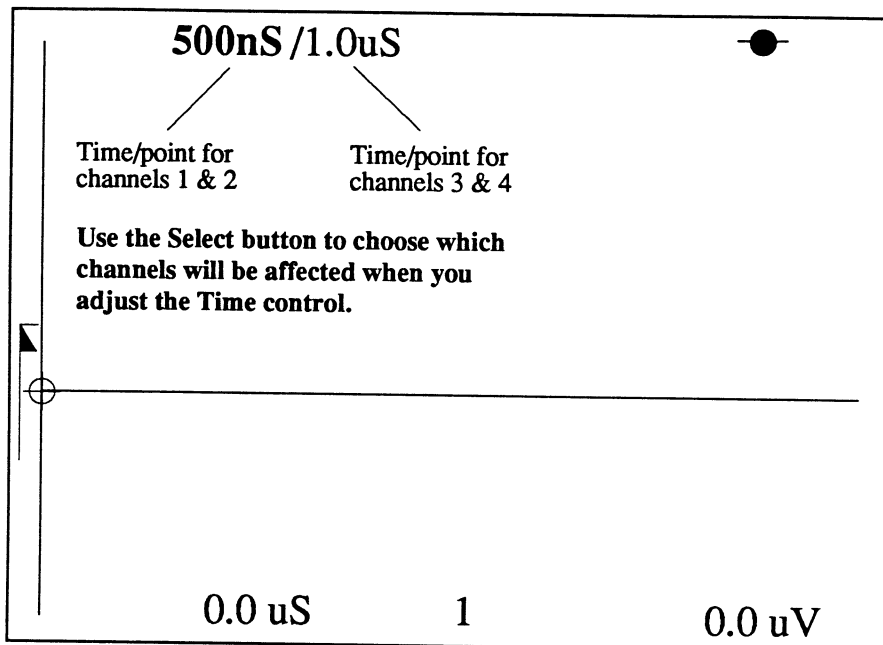 500nS /1.0uS
Time/point for
channels 1 & 2
Time/point for
channels 3 & 4
Use the Select button to choose which
channels will be affected when you
adjust the Time control.
0.0 uS 1 0.0 uV